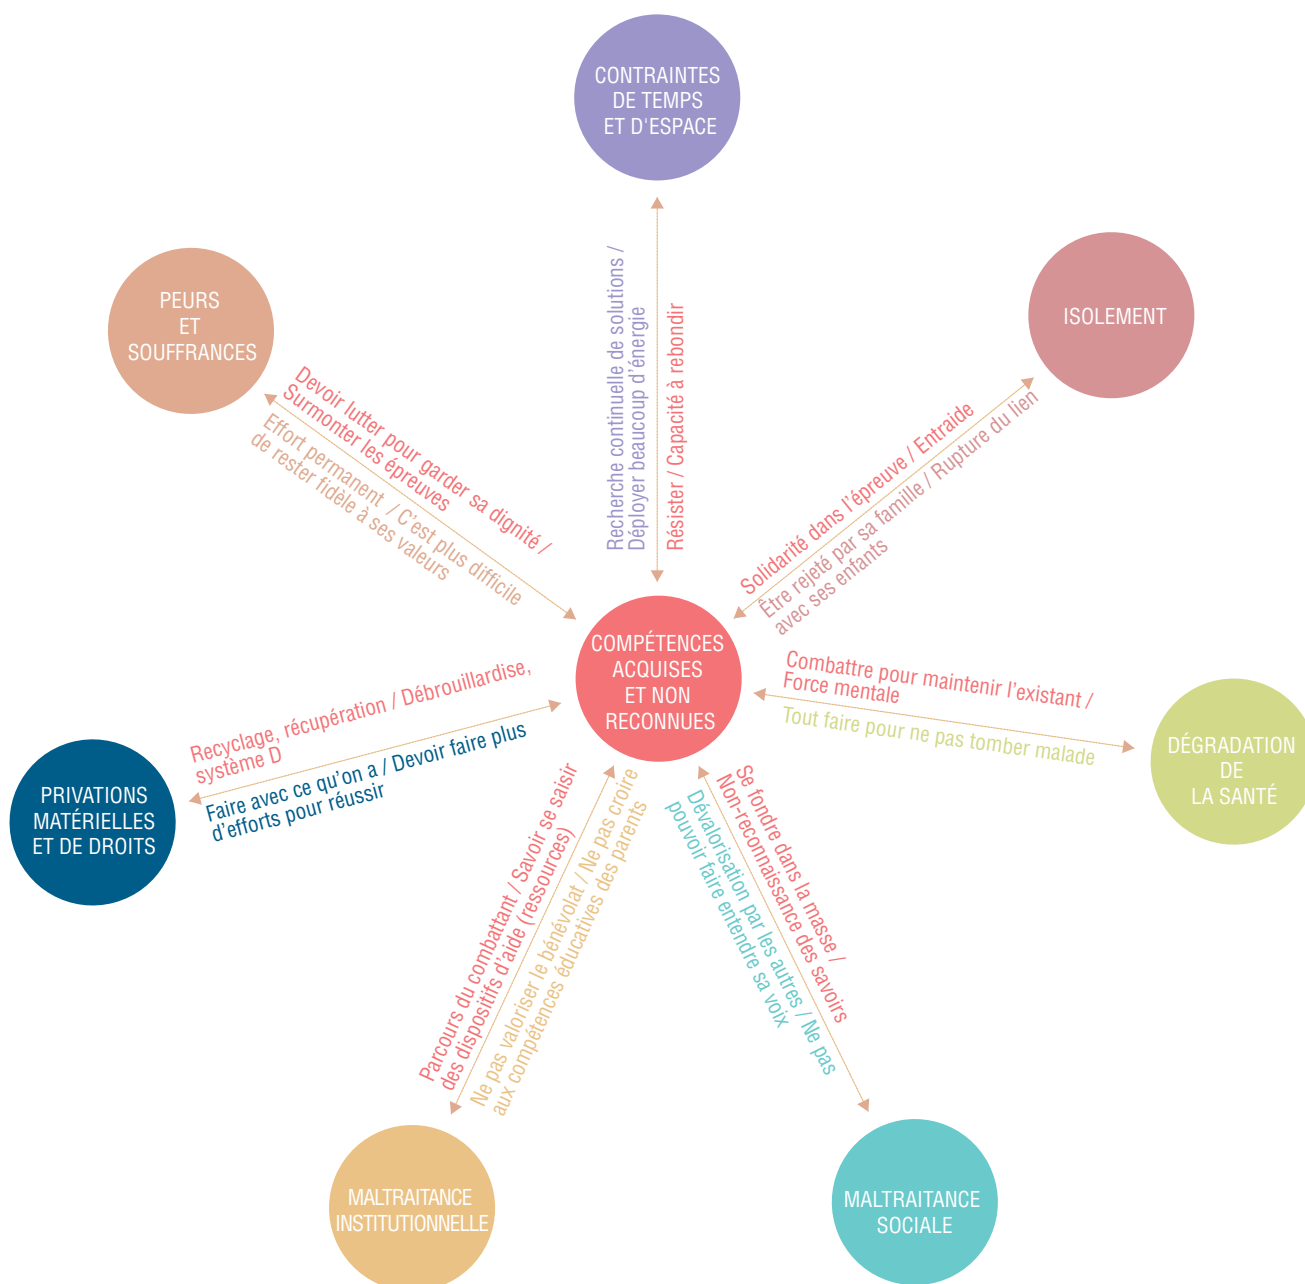 CONTRAINTES
DE TEMPS
ET D'ESPACE
PEURS
ET
SOUFFRANCES
ISOLEMENT
Recherche continuelle de solutions /
Déployer beaucoup d'énergie
Résister / Capacité à rebondir
Devoir lutter pour garder sa dignité /
Surmonter les épreuves
Effort permanent / C'est plus difficile
de rester fidèle à ses valeurs
Solidarité dans l'épreuve / Entraide
Être rejeté par sa famille / Rupture du lien
avec ses enfants
COMPÉTENCES
ACQUISES
ET NON
RECONNUES
Combattre pour maintenir l'existant /
Force mentale
Tout faire pour ne pas tomber malade
DÉGRADATION
DE
LA SANTÉ
Recyclage, récupération / Débrouillardise,
système D
Faire avec ce qu'on a / Devoir faire plus
d'efforts pour réussir
PRIVATIONS
MATÉRIELLES
ET DE DROITS
Parcours du combattant / Savoir se saisir
des dispositifs d'aide (ressources)
Ne pas valoriser le bénévolat / Ne pas croire
aux compétences éducatives des parents
Se fondre dans la masse /
Non-reconnaissance des savoirs
Dévalorisation par les autres / Ne pas
pouvoir faire entendre sa voix
MALTRAITANCE
INSTITUTIONNELLE
MALTRAITANCE
SOCIALE